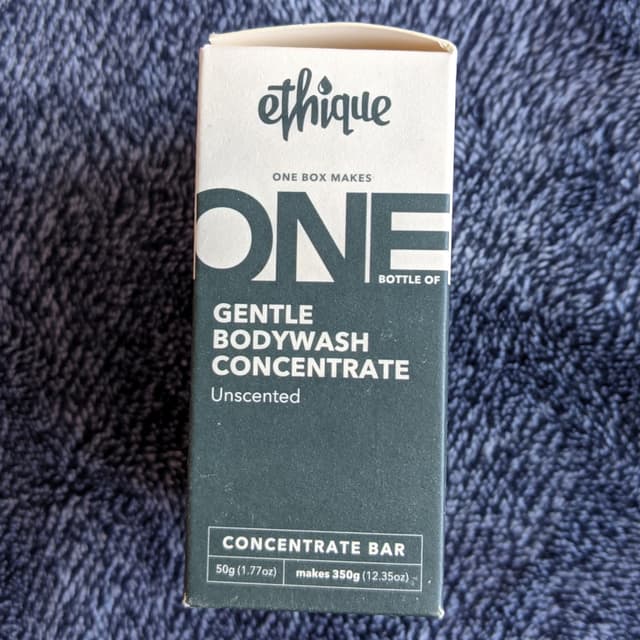 ethique
ONE BOX MAKES
ONE
BOTTLE OF
GENTLE
BODYWASH
CONCENTRATE
Unscented
CONCENTRATE BAR
50g (1.77oz) makes 350g (12.35oz)